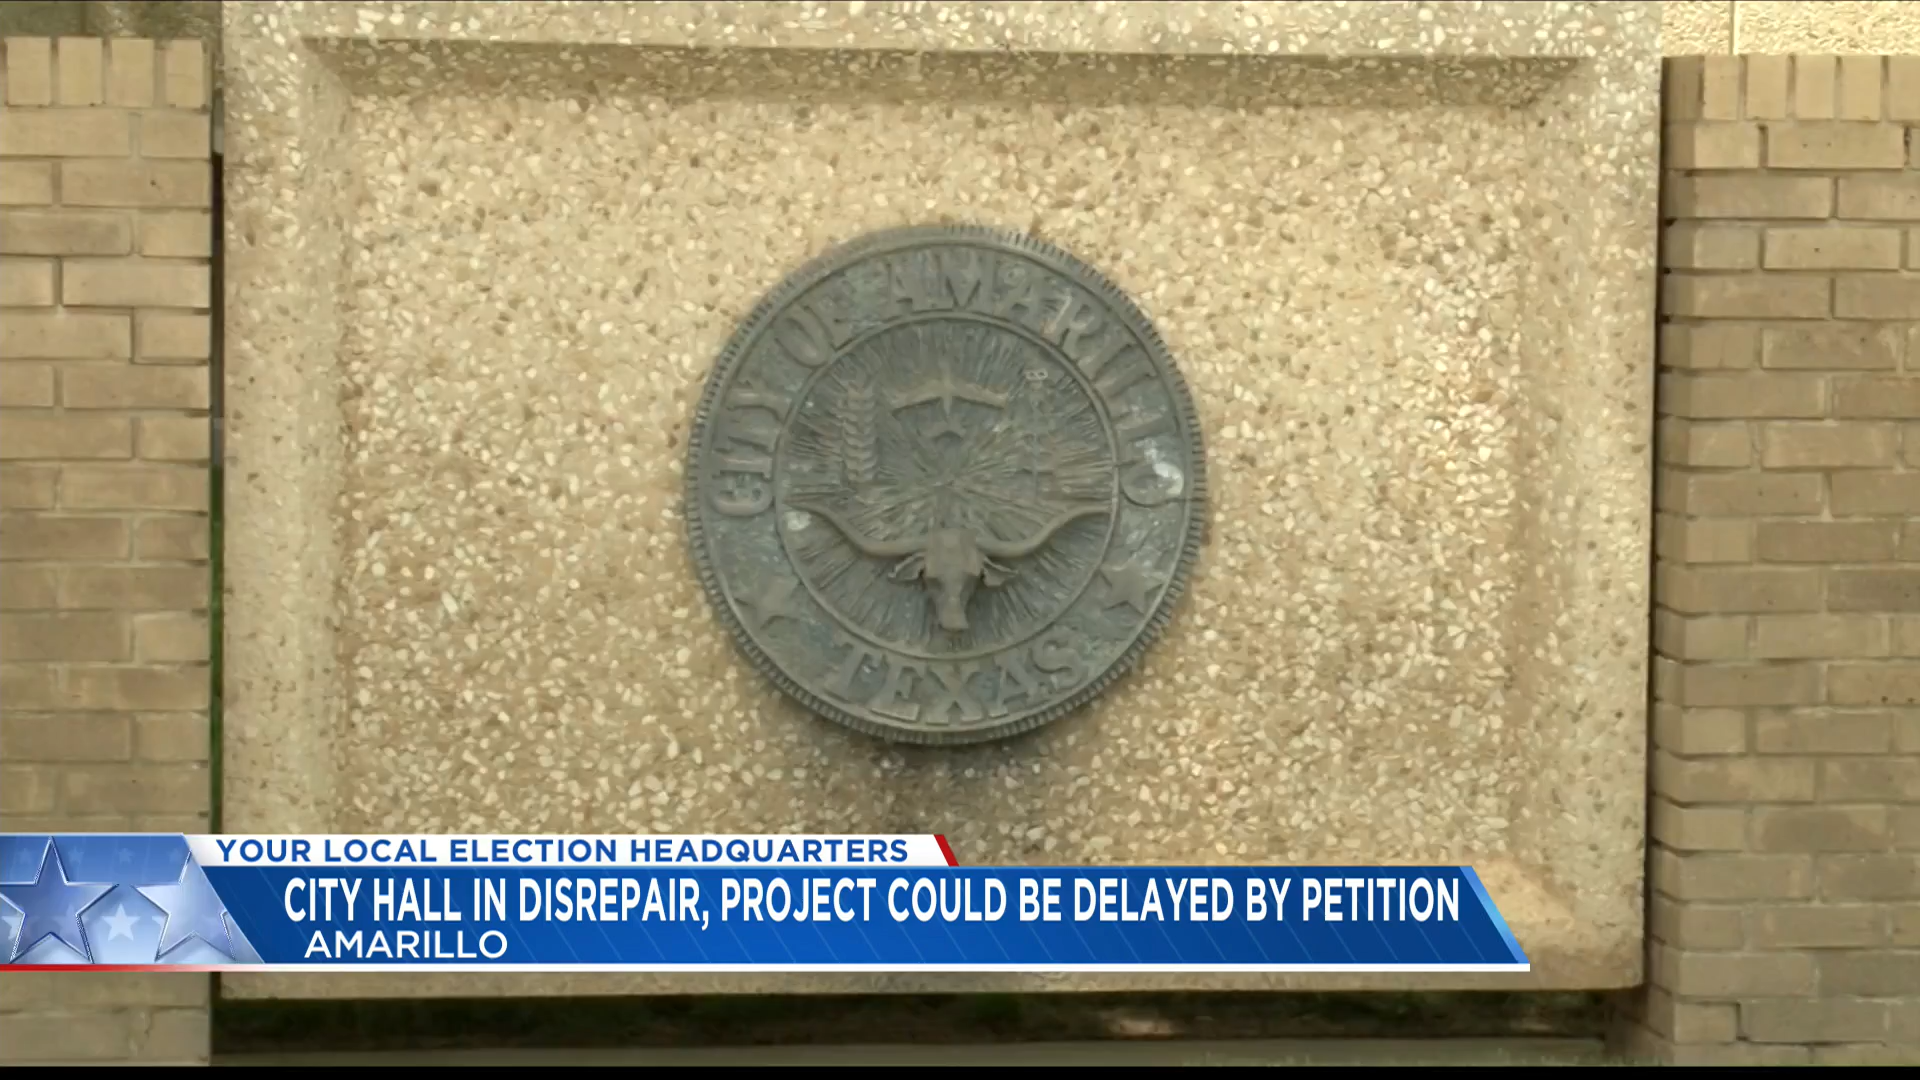 CITY OF AMARILLO
TEXAS
YOUR LOCAL ELECTION HEADQUARTERS
CITY HALL IN DISREPAIR, PROJECT COULD BE DELAYED BY PETITION
AMARILLO